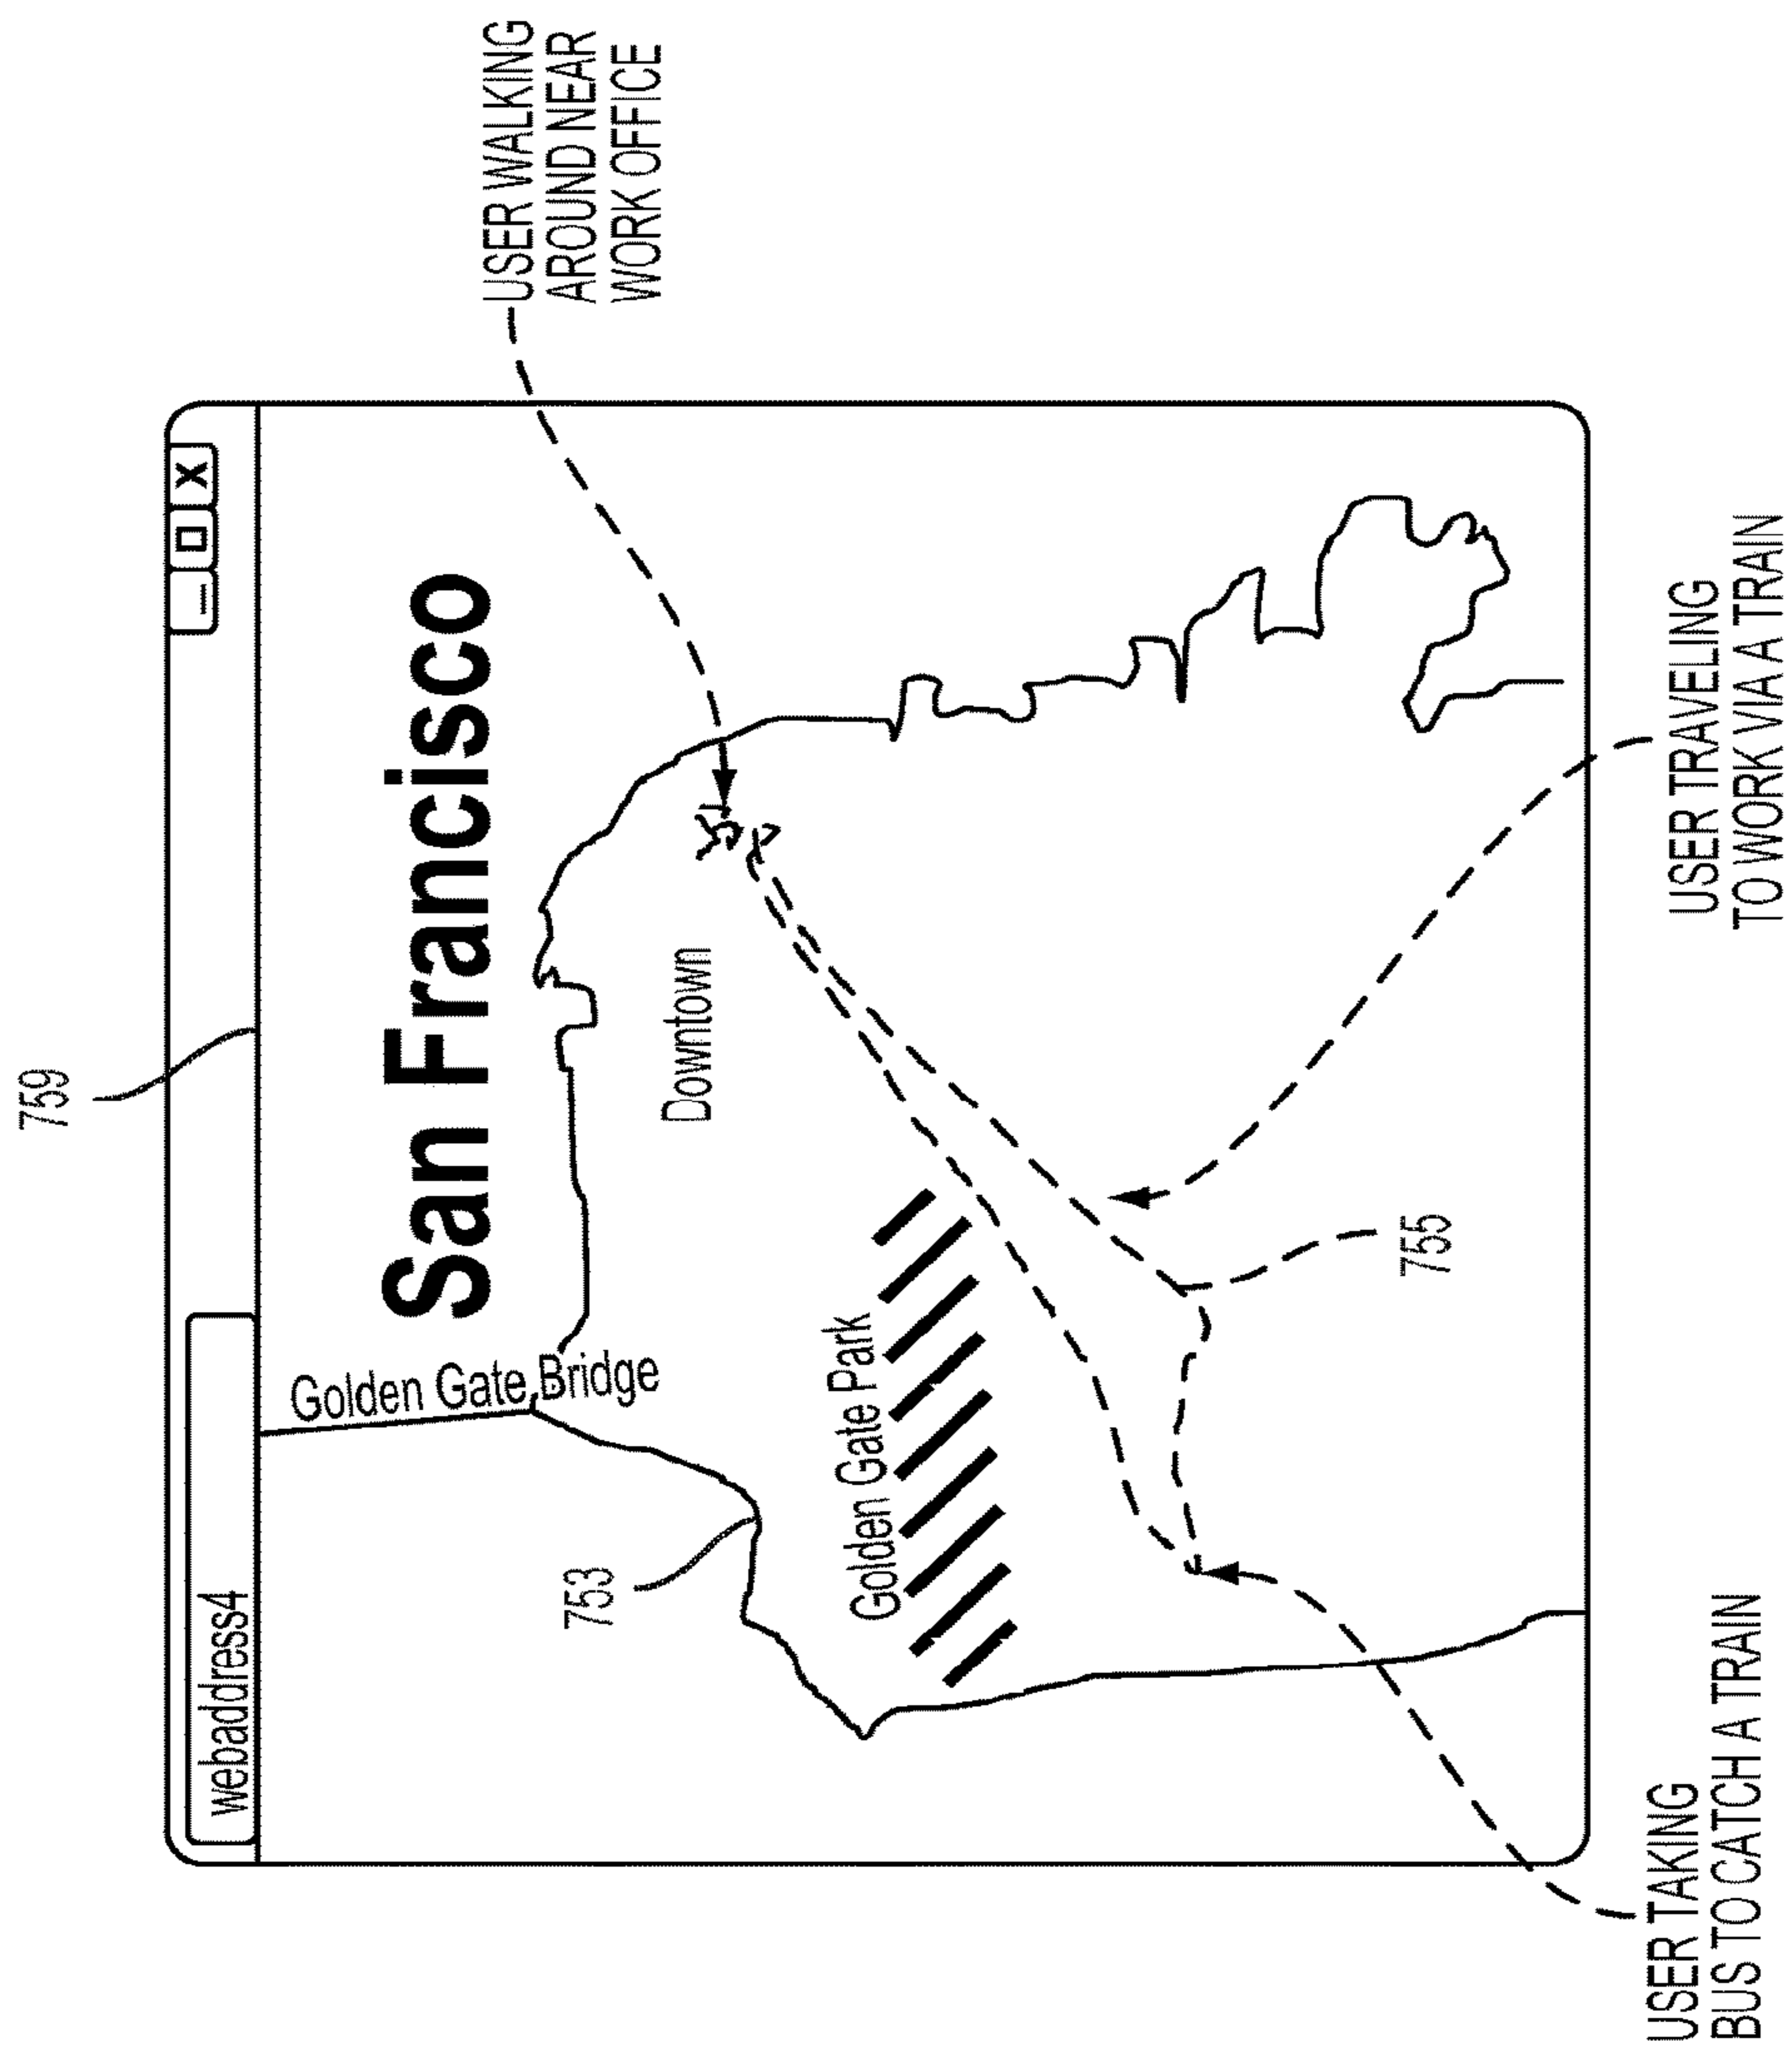 759
webaddress4
_ □ X
San Francisco
Golden Gate Bridge
USER WALKING
AROUND NEAR
WORK OFFICE
753
Downtown
Golden Gate Park
755
USER TAKING
BUS TO CATCH A TRAIN
USER TRAVELING
TO WORK VIA A TRAIN